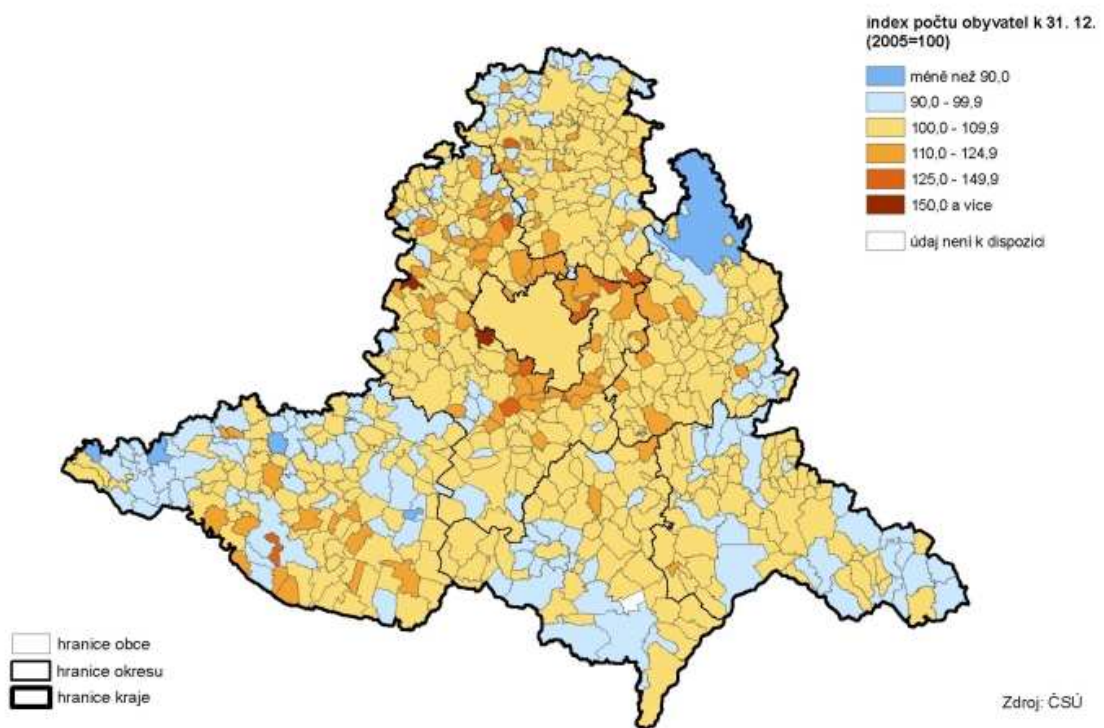 index počtu obyvatel k 31. 12.
(2005=100)
méně než 90,0
90,0 - 99,9
100,0 - 109,9
110,0 - 124,9
125,0 - 149,9
150,0 a více
údaj není k dispozici
hranice obce
hranice okresu
hranice kraje
Zdroj: ČSÚ